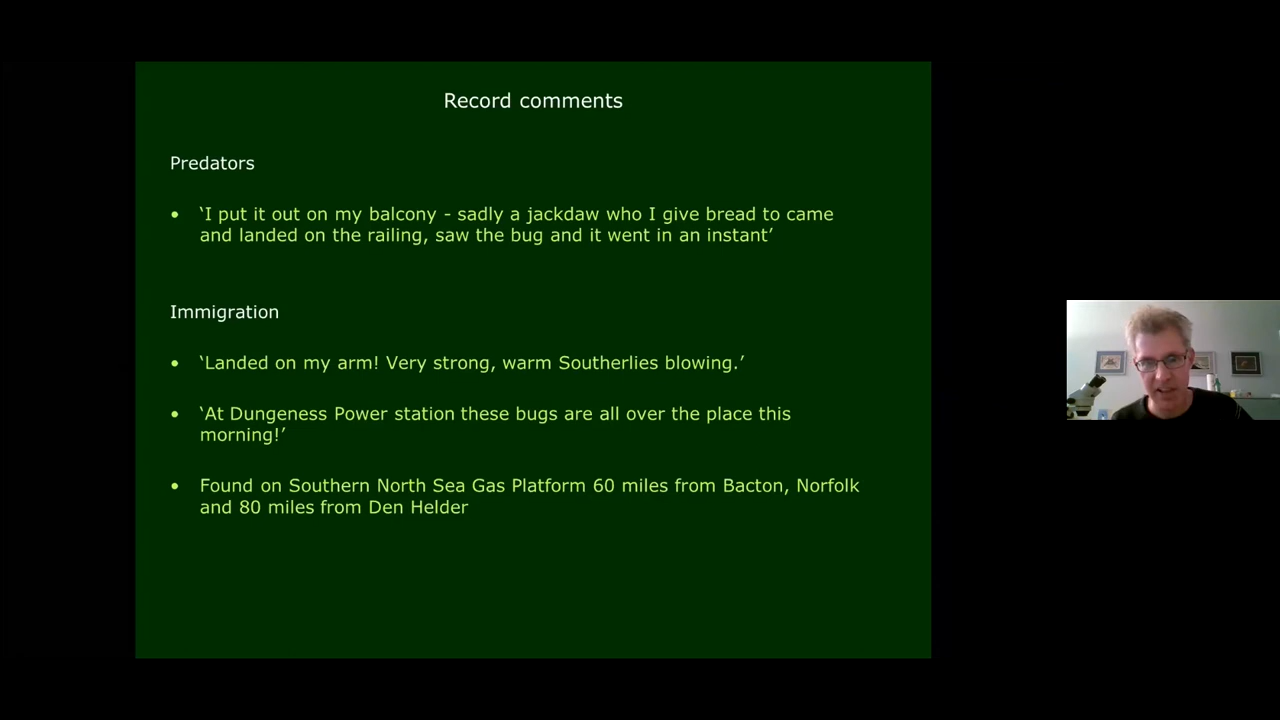 Record comments
Predators
• ‘I put it out on my balcony - sadly a jackdaw who I give bread to came
and landed on the railing, saw the bug and it went in an instant’
Immigration
• ‘Landed on my arm! Very strong, warm Southerlies blowing.’
• ‘At Dungeness Power station these bugs are all over the place this
morning!’
• Found on Southern North Sea Gas Platform 60 miles from Bacton, Norfolk
and 80 miles from Den Helder